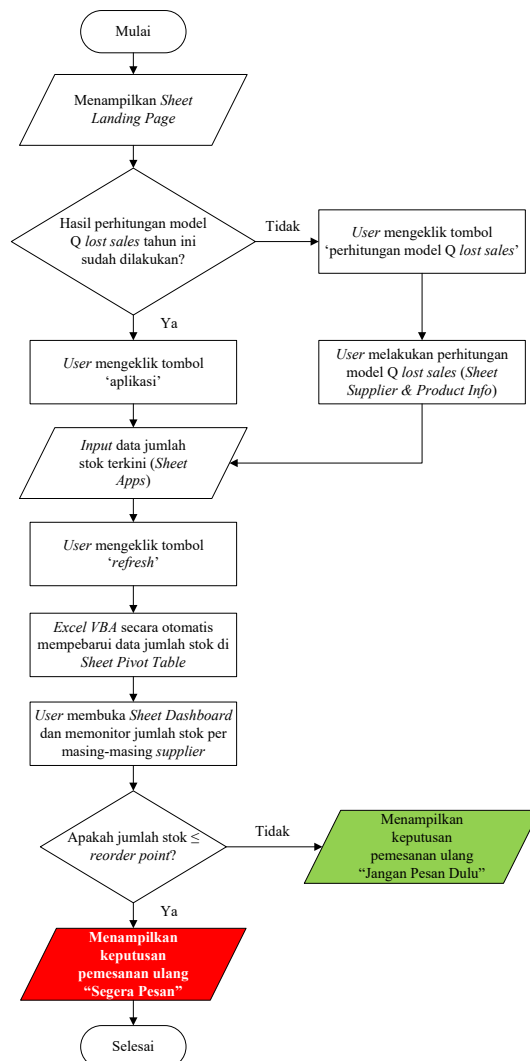 Mulai
Menampilkan Sheet
Landing Page
Hasil perhitungan model
Q lost sales tahun ini
sudah dilakukan?
Tidak
User mengeklik tombol
‘perhitungan model Q lost sales’
Ya
User mengeklik tombol
‘aplikasi’
User melakukan perhitungan
model Q lost sales (Sheet
Supplier & Product Info)
Input data jumlah
stok terkini (Sheet
Apps)
User mengeklik tombol
‘refresh’
Excel VBA secara otomatis
mempebarui data jumlah stok di
Sheet Pivot Table
User membuka Sheet Dashboard
dan memonitor jumlah stok per
masing-masing supplier
Apakah jumlah stok ≤
reorder point?
Tidak
Menampilkan
keputusan
pemesanan ulang
“Jangan Pesan Dulu”
Ya
Menampilkan
keputusan
pemesanan ulang
“Segera Pesan”
Selesai